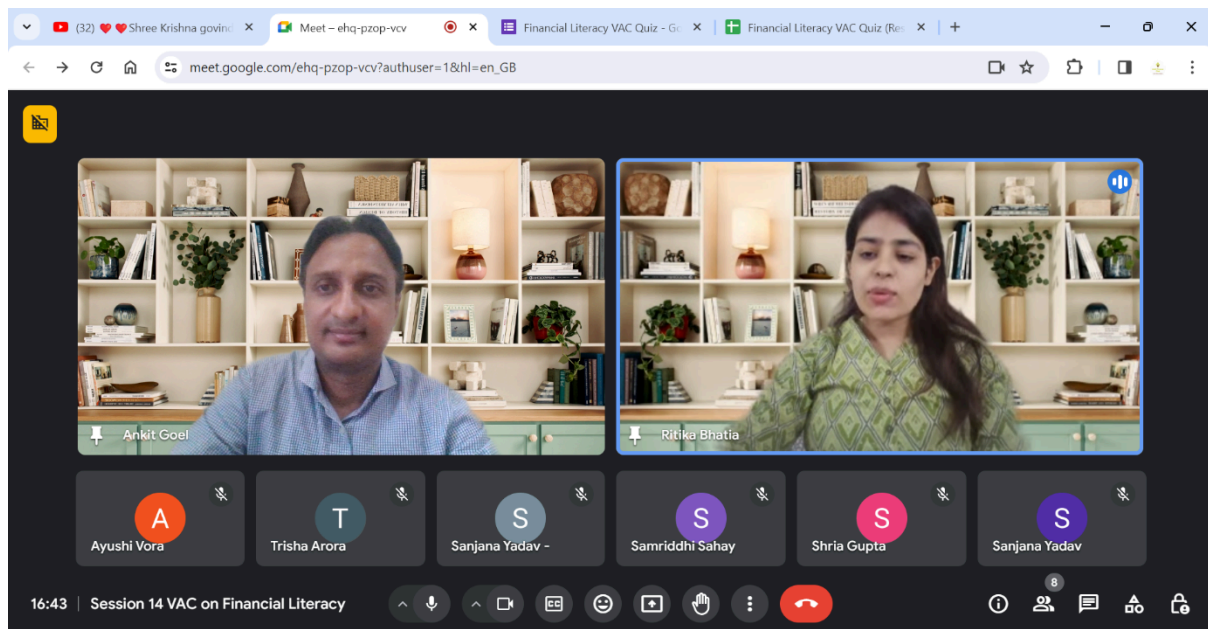 (32) ❤️ ❤️Shree Krishna govind
Meet – ehq-pzop-vcv
Financial Literacy VAC Quiz - Go
Financial Literacy VAC Quiz (Res
meet.google.com/ehq-pzop-vcv?authuser=1&hl=en_GB
Ankit Goel
Ritika Bhatia
A
T
S
S
S
S
Ayushi Vora
Trisha Arora
Sanjana Yadav -
Samriddhi Sahay
Shria Gupta
Sanjana Yadav
16:43 | Session 14 VAC on Financial Literacy
CC
8